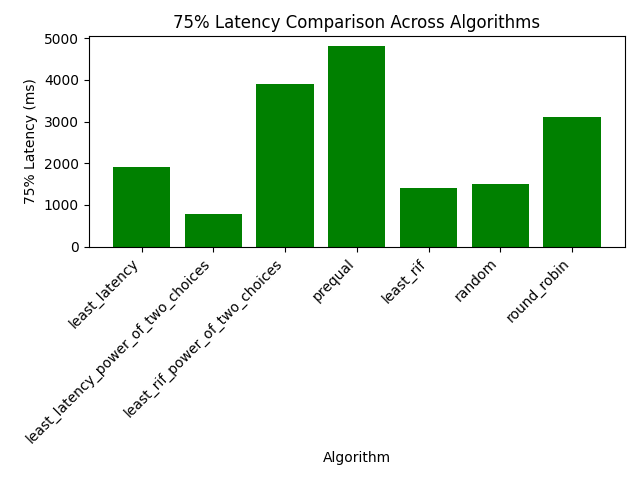 75% Latency Comparison Across Algorithms
75% Latency (ms)
5000
4000
3000
2000
1000
0
least_latency
least_latency_power_of_two_choices
least_rif_power_of_two_choices
prequal
least_rif
random
round_robin
Algorithm